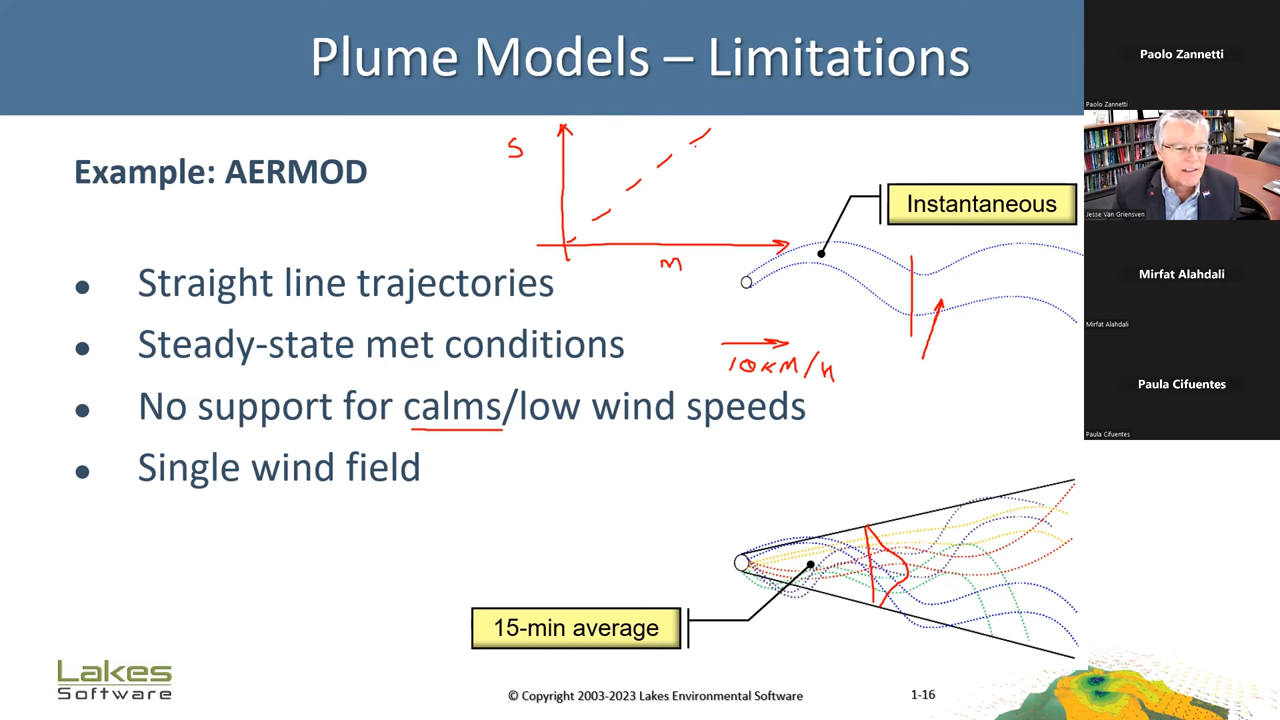 Plume Models – Limitations
Example: AERMOD
S
M
Instantaneous
• Straight line trajectories
• Steady-state met conditions
10KM/H
• No support for calms/low wind speeds
• Single wind field
15-min average
Lakes
Software
© Copyright 2003-2023 Lakes Environmental Software
1-16
Paolo Zannetti
Paolo Zannetti
Jesse Van Griensven
Mirfat Alahdali
Mirfat Alahdali
Paula Cifuentes
Paula Cifuentes